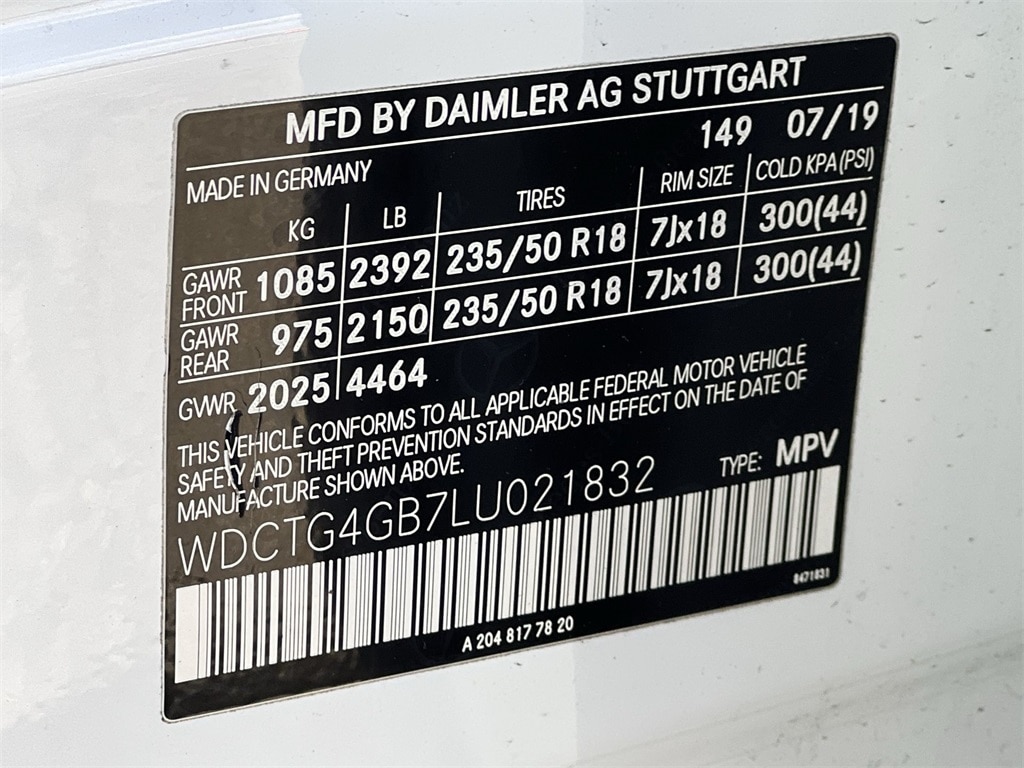 MFD BY DAIMLER AG STUTTGART
149 07/19
MADE IN GERMANY
KG LB TIRES RIM SIZE COLD KPA(PSI)
GAWR FRONT 1085 2392 235/50 R18 7Jx18 300(44)
GAWR REAR 975 2150 235/50 R18 7Jx18 300(44)
GVWR 2025 4464
THIS VEHICLE CONFORMS TO ALL APPLICABLE FEDERAL MOTOR VEHICLE
SAFETY AND THEFT PREVENTION STANDARDS IN EFFECT ON THE DATE OF
MANUFACTURE SHOWN ABOVE.
TYPE: MPV
WDCTG4GB7LU021832
8471831
A 204 817 78 20